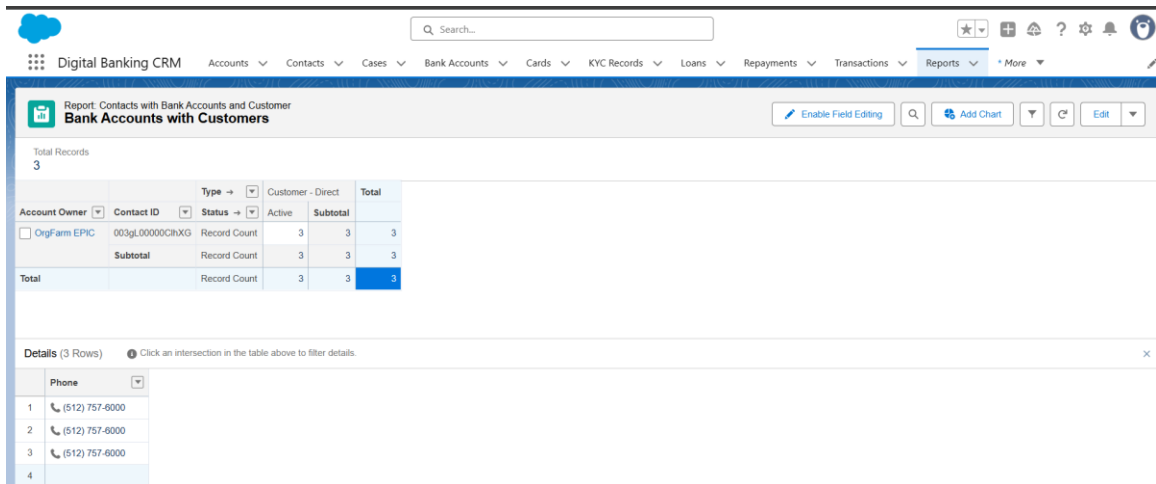 Search...
Digital Banking CRM Accounts Contacts Cases Bank Accounts Cards KYC Records Loans Repayments Transactions Reports * More
Report: Contacts with Bank Accounts and Customer
Bank Accounts with Customers
Enable Field Editing Add Chart Edit
Total Records
3
Type → Customer - Direct Total
Account Owner Contact ID Status → Active Subtotal
OrgFarm EPIC 003gL00000ClhXG Record Count 3 3 3
Subtotal Record Count 3 3 3
Total Record Count 3 3 3
Details (3 Rows) Click an intersection in the table above to filter details.
Phone
1 (512) 757-6000
2 (512) 757-6000
3 (512) 757-6000
4